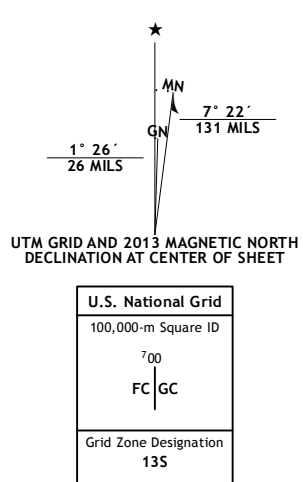 ★
MN
GN
7° 22´
131 MILS
1° 26´
26 MILS
UTM GRID AND 2013 MAGNETIC NORTH
DECLINATION AT CENTER OF SHEET
U.S. National Grid
100,000-m Square ID
⁷00
FC GC
Grid Zone Designation
13S